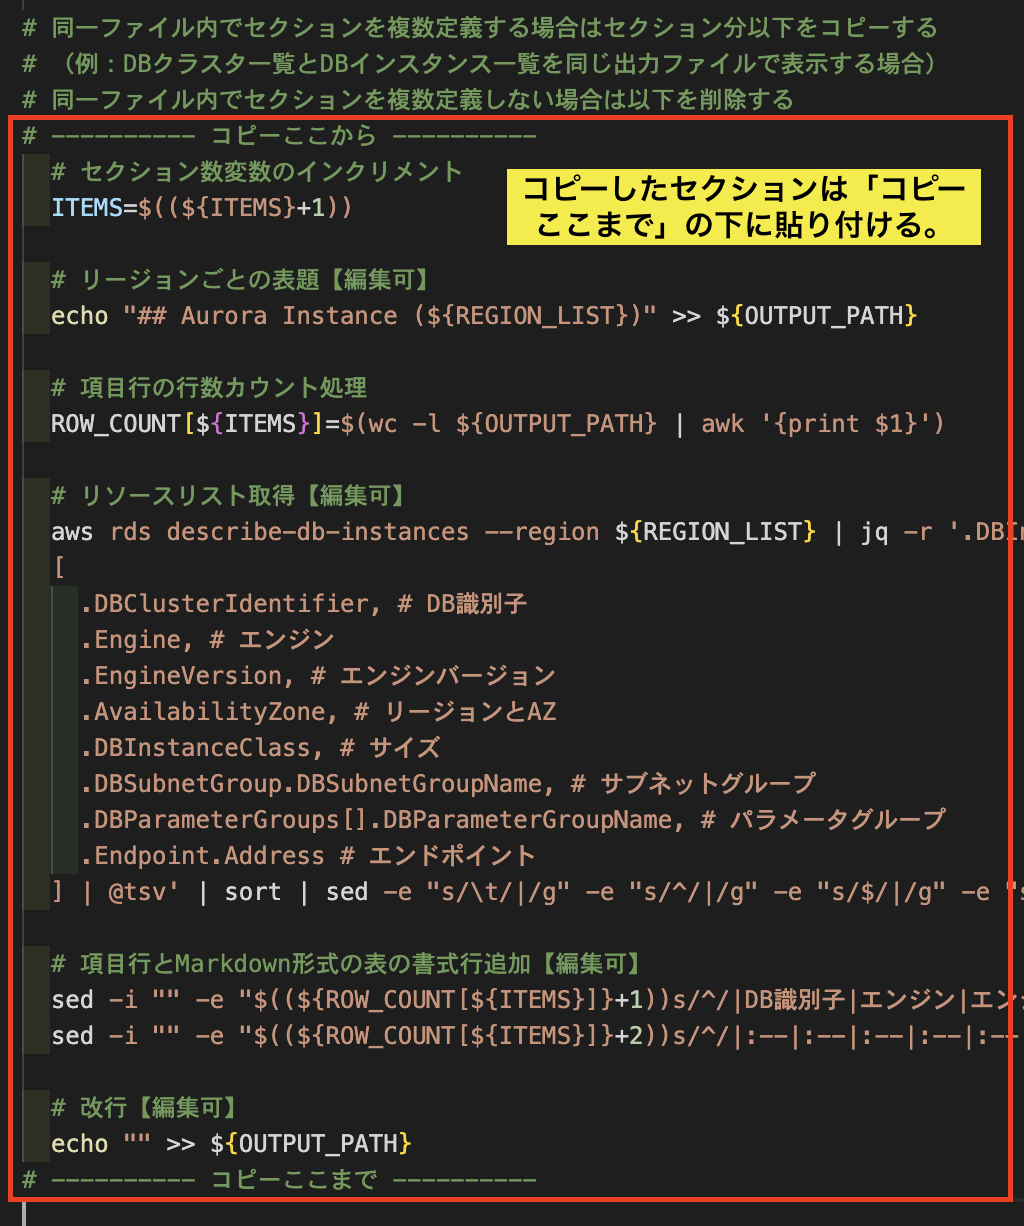 # 同一ファイル内でセクションを複数定義する場合はセクション分以下をコピーする
# （例：DBクラスタ一覧とDBインスタンス一覧を同じ出力ファイルで表示する場合）
# 同一ファイル内でセクションを複数定義しない場合は以下を削除する
# ---------- コピーここから ----------
# セクション数変数のインクリメント
ITEMS=$((${ITEMS}+1))
コピーしたセクションは「コピー
ここまで」の下に貼り付ける。
# リージョンごとの表題【編集可】
echo "## Aurora Instance (${REGION_LIST})" >> ${OUTPUT_PATH}
# 項目行の行数カウント処理
ROW_COUNT[${ITEMS}]=$(wc -l ${OUTPUT_PATH} | awk '{print $1}')
# リソースリスト取得【編集可】
aws rds describe-db-instances --region ${REGION_LIST} | jq -r '.DBIn
[
.DBClusterIdentifier, # DB識別子
.Engine, # エンジン
.EngineVersion, # エンジンバージョン
.AvailabilityZone, # リージョンとAZ
.DBInstanceClass, # サイズ
.DBSubnetGroup.DBSubnetGroupName, # サブネットグループ
.DBParameterGroups[].DBParameterGroupName, # パラメータグループ
.Endpoint.Address # エンドポイント
] | @tsv' | sort | sed -e "s/\t/|/g" -e "s/^/|/g" -e "s/$/|/g" -e "s
# 項目行とMarkdown形式の表の書式行追加【編集可】
sed -i "" -e "$((${ROW_COUNT[${ITEMS}]}+1))s/^/|DB識別子|エンジン|エン
sed -i "" -e "$((${ROW_COUNT[${ITEMS}]}+2))s/^/|:--|:--|:--|:--|:--
# 改行【編集可】
echo "" >> ${OUTPUT_PATH}
# ---------- コピーここまで ----------